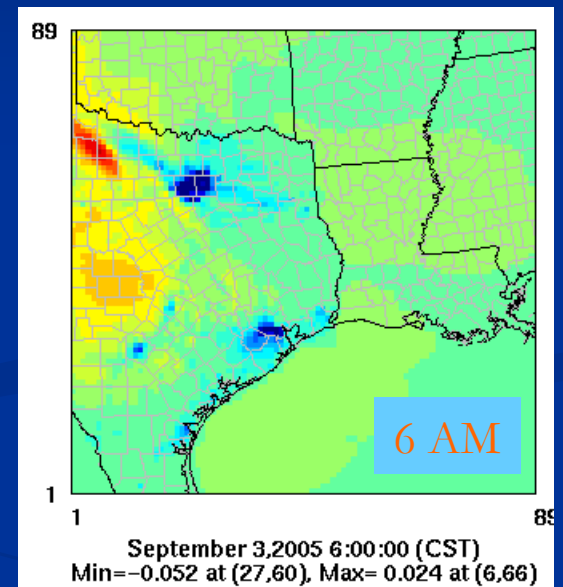 89
6 AM
1
1
89
September 3,2005 6:00:00 (CST)
Min=−0.052 at (27,60), Max= 0.024 at (6,66)